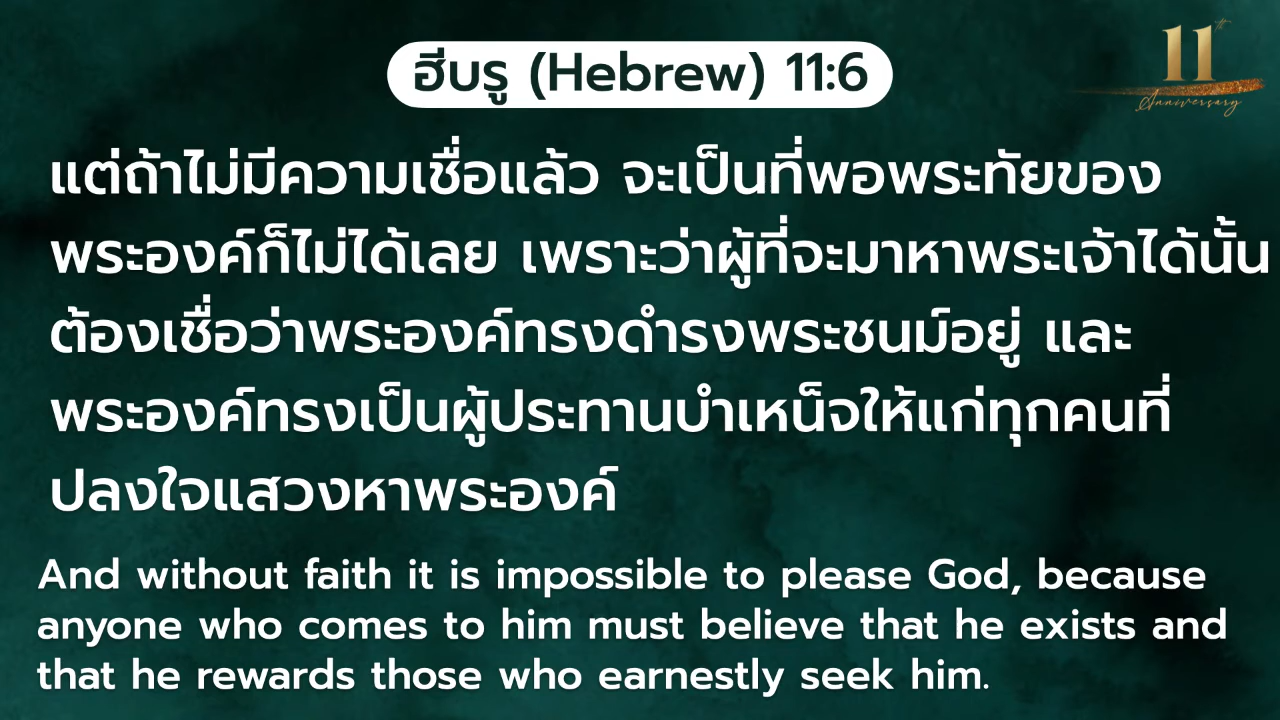 ฮีบรู (Hebrew) 11:6
11th
Anniversary
แต่ถ้าไม่มีความเชื่อแล้ว จะเป็นที่พอพระทัยของ
พระองค์ก็ไม่ได้เลย เพราะว่าผู้ที่จะมาหาพระเจ้าได้นั้น
ต้องเชื่อว่าพระองค์ทรงดำรงพระชนม์อยู่ และ
พระองค์ทรงเป็นผู้ประทานบำเหน็จให้แก่ทุกคนที่
ปลงใจแสวงหาพระองค์
And without faith it is impossible to please God, because
anyone who comes to him must believe that he exists and
that he rewards those who earnestly seek him.